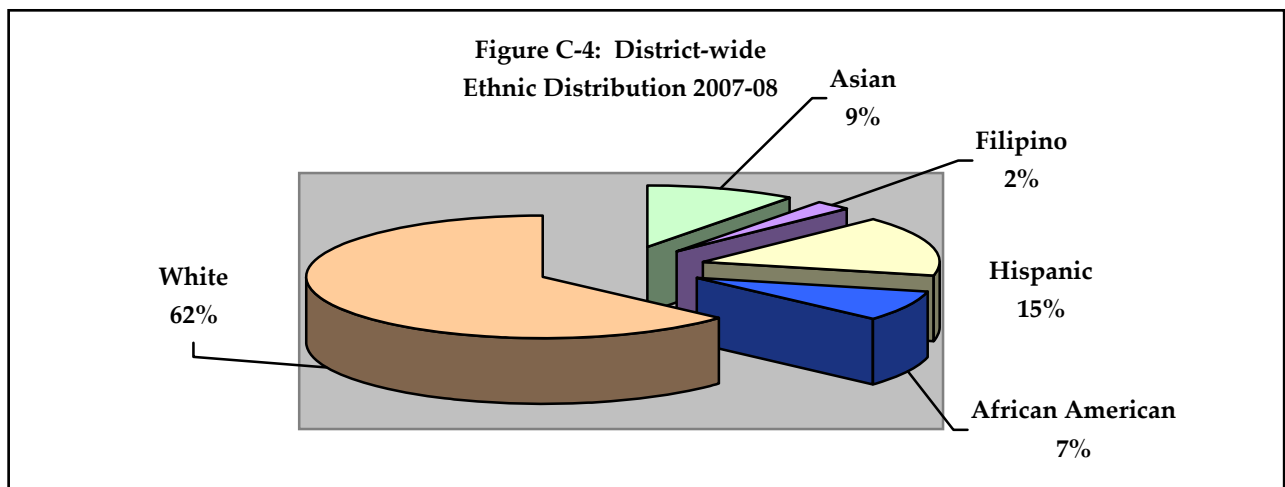 Figure C-4:  District-wide
Ethnic Distribution 2007-08
Asian
9%
Filipino
2%
Hispanic
15%
African American
7%
White
62%